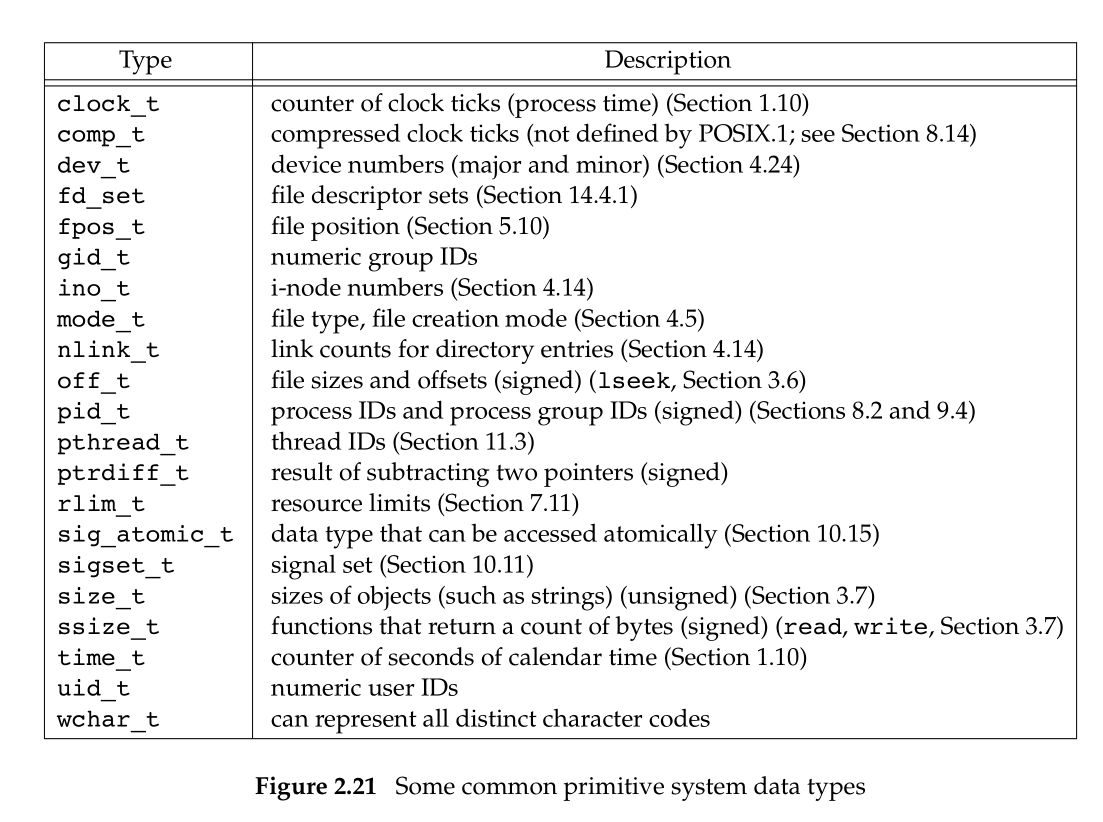 Type Description
clock_t counter of clock ticks (process time) (Section 1.10)
comp_t compressed clock ticks (not defined by POSIX.1; see Section 8.14)
dev_t device numbers (major and minor) (Section 4.24)
fd_set file descriptor sets (Section 14.4.1)
fpos_t file position (Section 5.10)
gid_t numeric group IDs
ino_t i-node numbers (Section 4.14)
mode_t file type, file creation mode (Section 4.5)
nlink_t link counts for directory entries (Section 4.14)
off_t file sizes and offsets (signed) (lseek, Section 3.6)
pid_t process IDs and process group IDs (signed) (Sections 8.2 and 9.4)
pthread_t thread IDs (Section 11.3)
ptrdiff_t result of subtracting two pointers (signed)
rlim_t resource limits (Section 7.11)
sig_atomic_t data type that can be accessed atomically (Section 10.15)
sigset_t signal set (Section 10.11)
size_t sizes of objects (such as strings) (unsigned) (Section 3.7)
ssize_t functions that return a count of bytes (signed) (read, write, Section 3.7)
time_t counter of seconds of calendar time (Section 1.10)
uid_t numeric user IDs
wchar_t can represent all distinct character codes
Figure 2.21 Some common primitive system data types